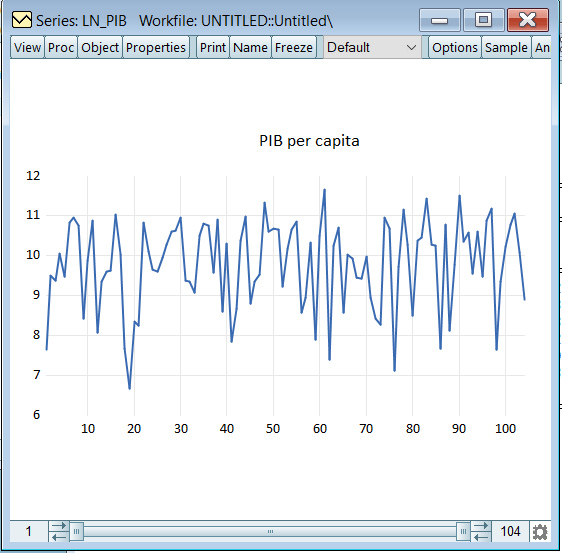 Series: LN_PIB Workfile: UNTITLED::Untitled\
View Proc Object Properties Print Name Freeze Default Options Sample An
PIB per capita
12
11
10
9
8
7
6
10 20 30 40 50 60 70 80 90 100
1 104